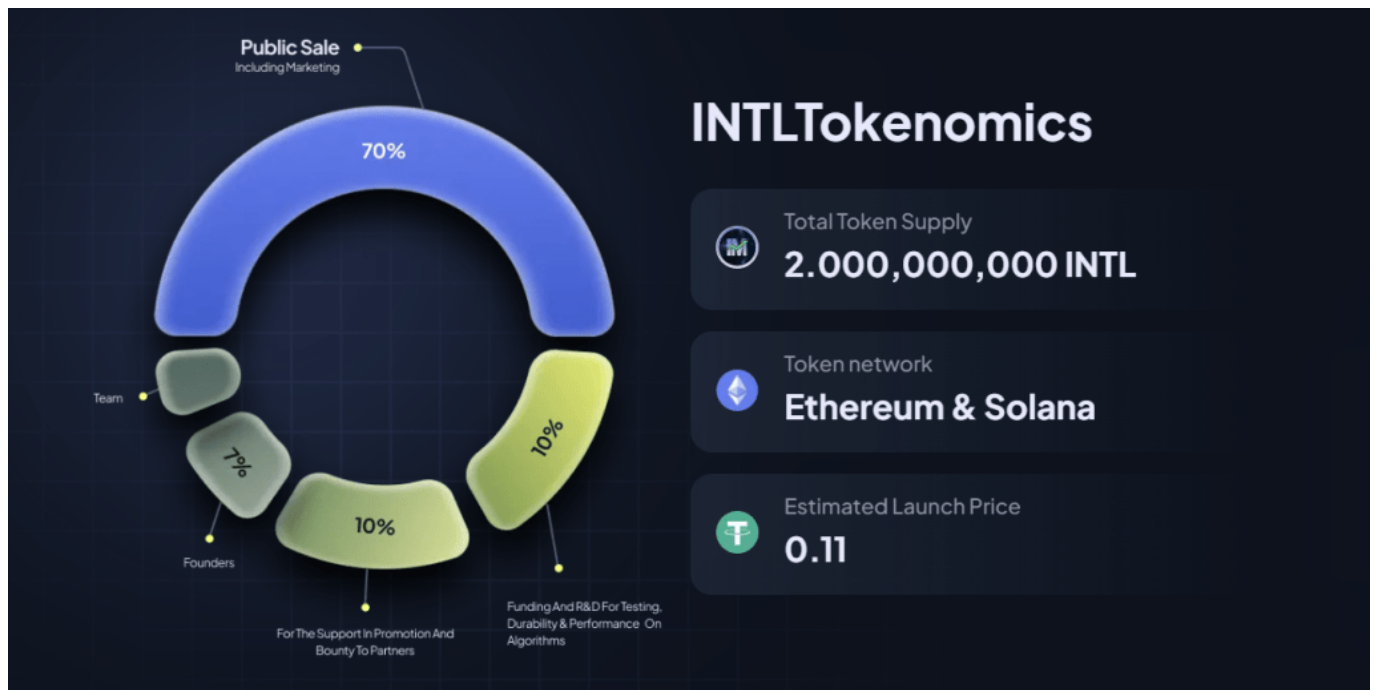 Public Sale
Including Marketing
70%
Team
7%
Founders
10%
For The Support In Promotion And
Bounty To Partners
10%
Funding And R&D For Testing,
Durability & Performance On
Algorithms
INTLTokenomics
Total Token Supply
2.000,000,000 INTL
Token network
Ethereum & Solana
Estimated Launch Price
0.11